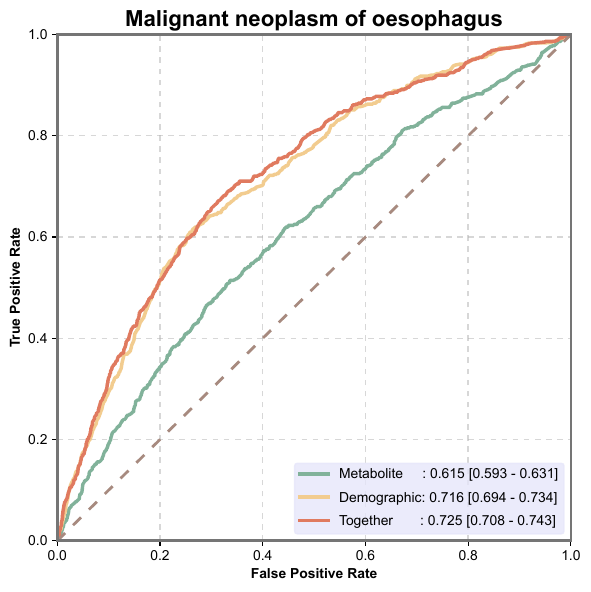 Malignant neoplasm of oesophagus
True Positive Rate
1.0
0.8
0.6
0.4
0.2
0.0
Metabolite : 0.615 [0.593 - 0.631]
Demographic: 0.716 [0.694 - 0.734]
Together : 0.725 [0.708 - 0.743]
0.0 0.2 0.4 0.6 0.8 1.0
False Positive Rate